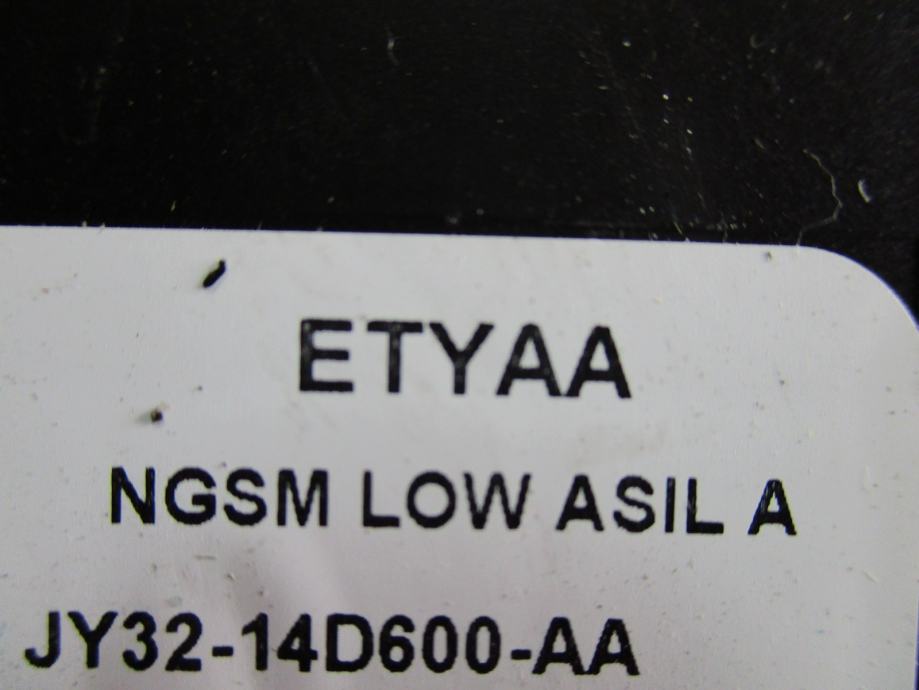 ETYAA
NGSM LOW ASIL A
JY32-14D600-AA